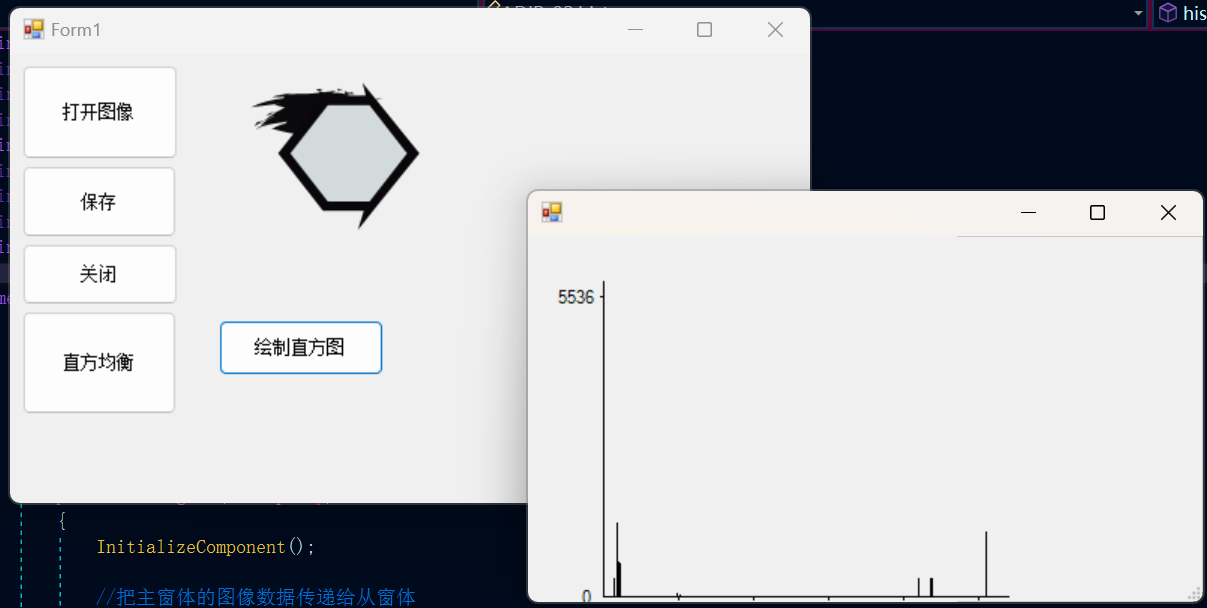 his
Form1
打开图像
保存
关闭
直方均衡
绘制直方图
5536
0
{
InitializeComponent();
//把主窗体的图像数据传递给从窗体